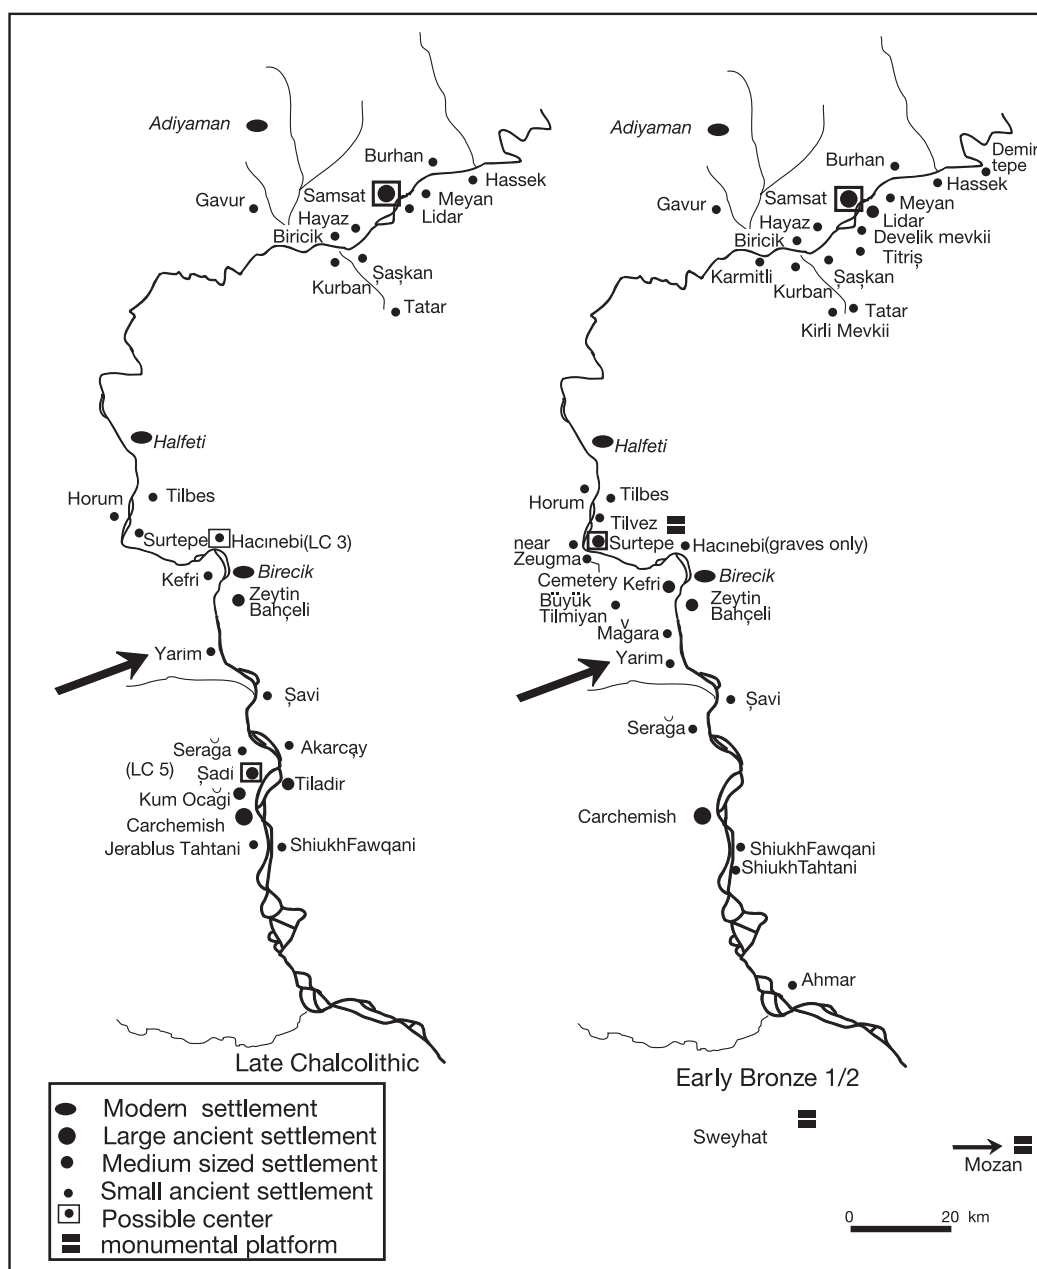 Adiyaman
Burhan
Samsat
Hassek
Gavur
Meyan
Lidar
Hayaz
Biricik
Şaşkan
Kurban
Tatar
Halfeti
Horum
Tilbes
Surtepe
Hacınebi(LC 3)
Kefri
Birecik
Zeytin
Bahçeli
Yarim
Şavi
Serağa
Akarcay
(LC 5)
Şadi
Tiladir
Kum Ocaği
Carchemish
Jerablus Tahtani
ShiukhFawqani
Late Chalcolithic
Adiyaman
Demir
tepe
Burhan
Hassek
Samsat
Meyan
Gavur
Lidar
Hayaz
Develik mevkii
Biricik
Titriş
Karmitli
Şaşkan
Kurban
Tatar
Kirli Mevkii
Halfeti
Horum
Tilbes
Tilvez
near
Zeugma
Surtepe
Hacınebi(graves only)
Cemetery
Kefri
Birecik
Büyük
Tilmiyan
Zeytin
Bahçeli
Mağara
Yarim
Şavi
Serağa
Carchemish
ShiukhFawqani
ShiukhTahtani
Ahmar
Early Bronze 1/2
Sweyhat
Mozan
0 20 km
Modern settlement
Large ancient settlement
Medium sized settlement
Small ancient settlement
Possible center
monumental platform